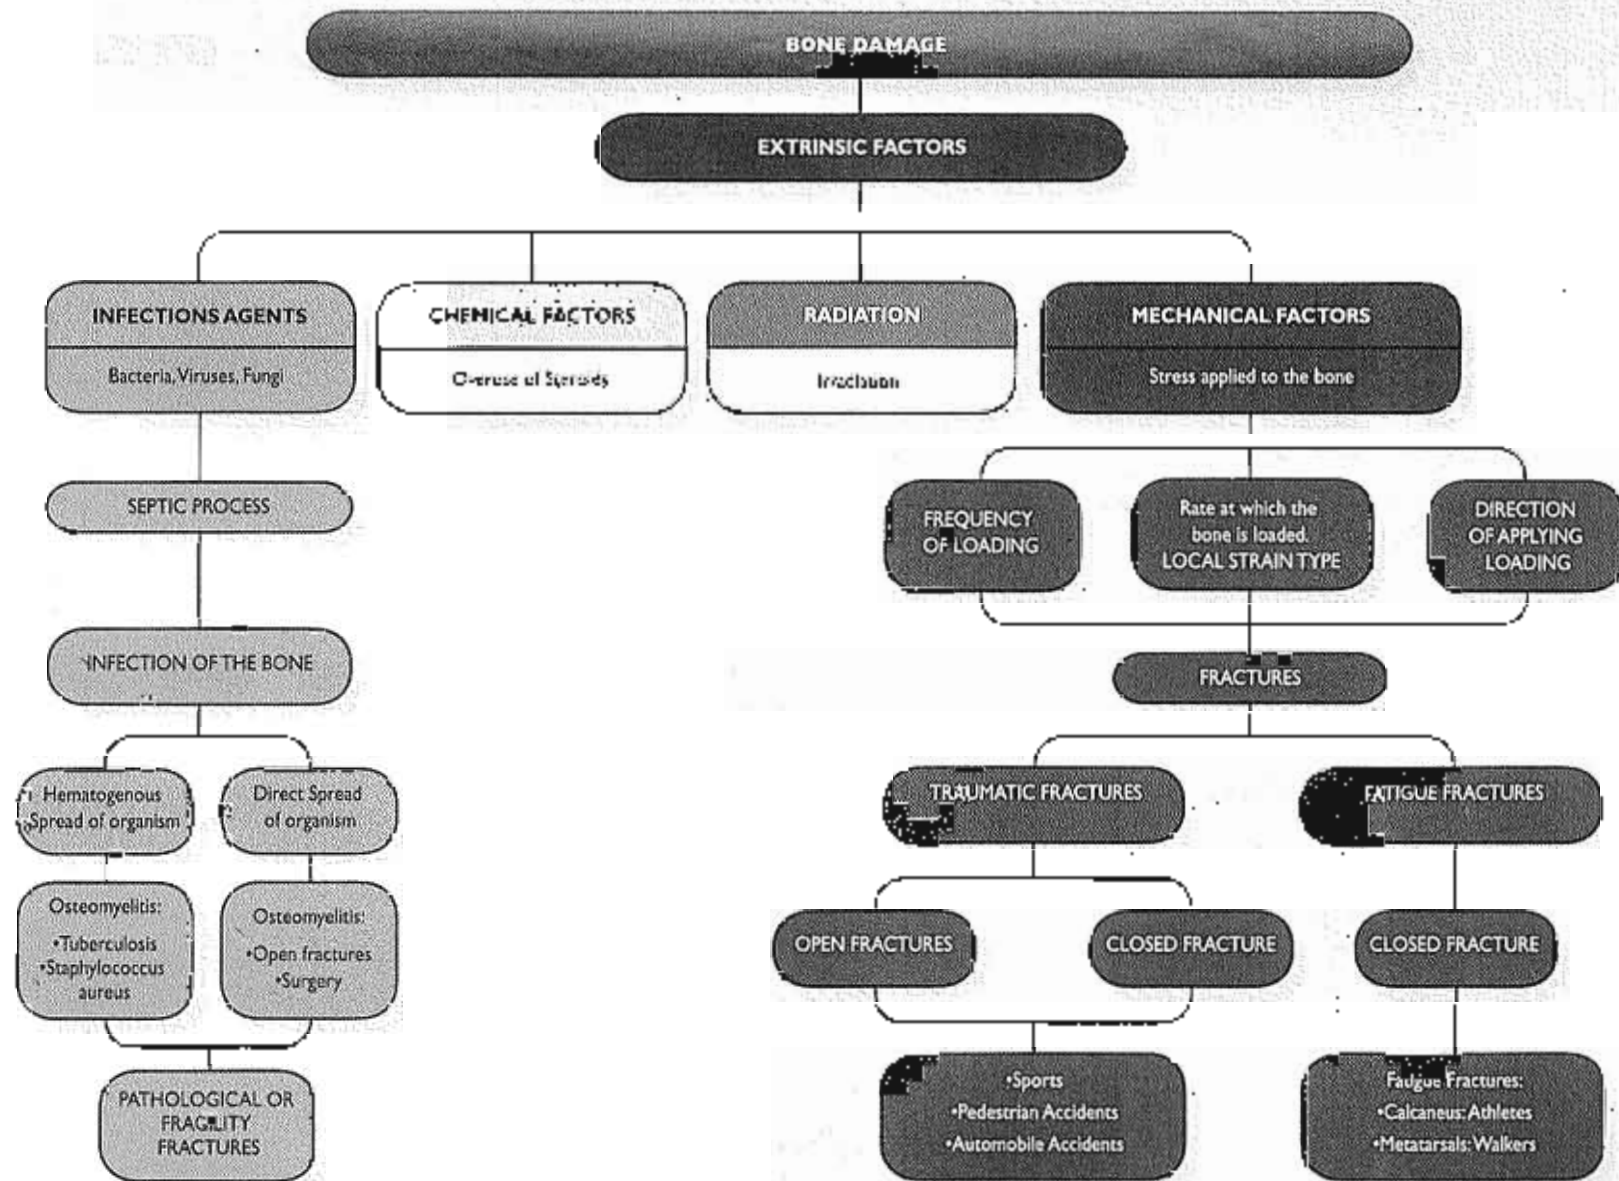 BONE DAMAGE
EXTRINSIC FACTORS
INFECTIONS AGENTS
Bacteria, Viruses, Fungi
CHEMICAL FACTORS
Overuse of Steroids
RADIATION
Irradiation
MECHANICAL FACTORS
Stress applied to the bone
SEPTIC PROCESS
FREQUENCY
OF LOADING
Rate at which the
bone is loaded.
LOCAL STRAIN TYPE
DIRECTION
OF APPLYING
LOADING
INFECTION OF THE BONE
FRACTURES
Hematogenous
Spread of organism
Direct Spread
of organism
TRAUMATIC FRACTURES
FATIGUE FRACTURES
Osteomyelitis:
•Tuberculosis
•Staphylococcus
aureus
Osteomyelitis:
•Open fractures
•Surgery
OPEN FRACTURES
CLOSED FRACTURE
CLOSED FRACTURE
PATHOLOGICAL OR
FRAGILITY
FRACTURES
•Sports
•Pedestrian Accidents
•Automobile Accidents
Fatigue Fractures:
•Calcaneus: Athletes
•Metatarsals: Walkers